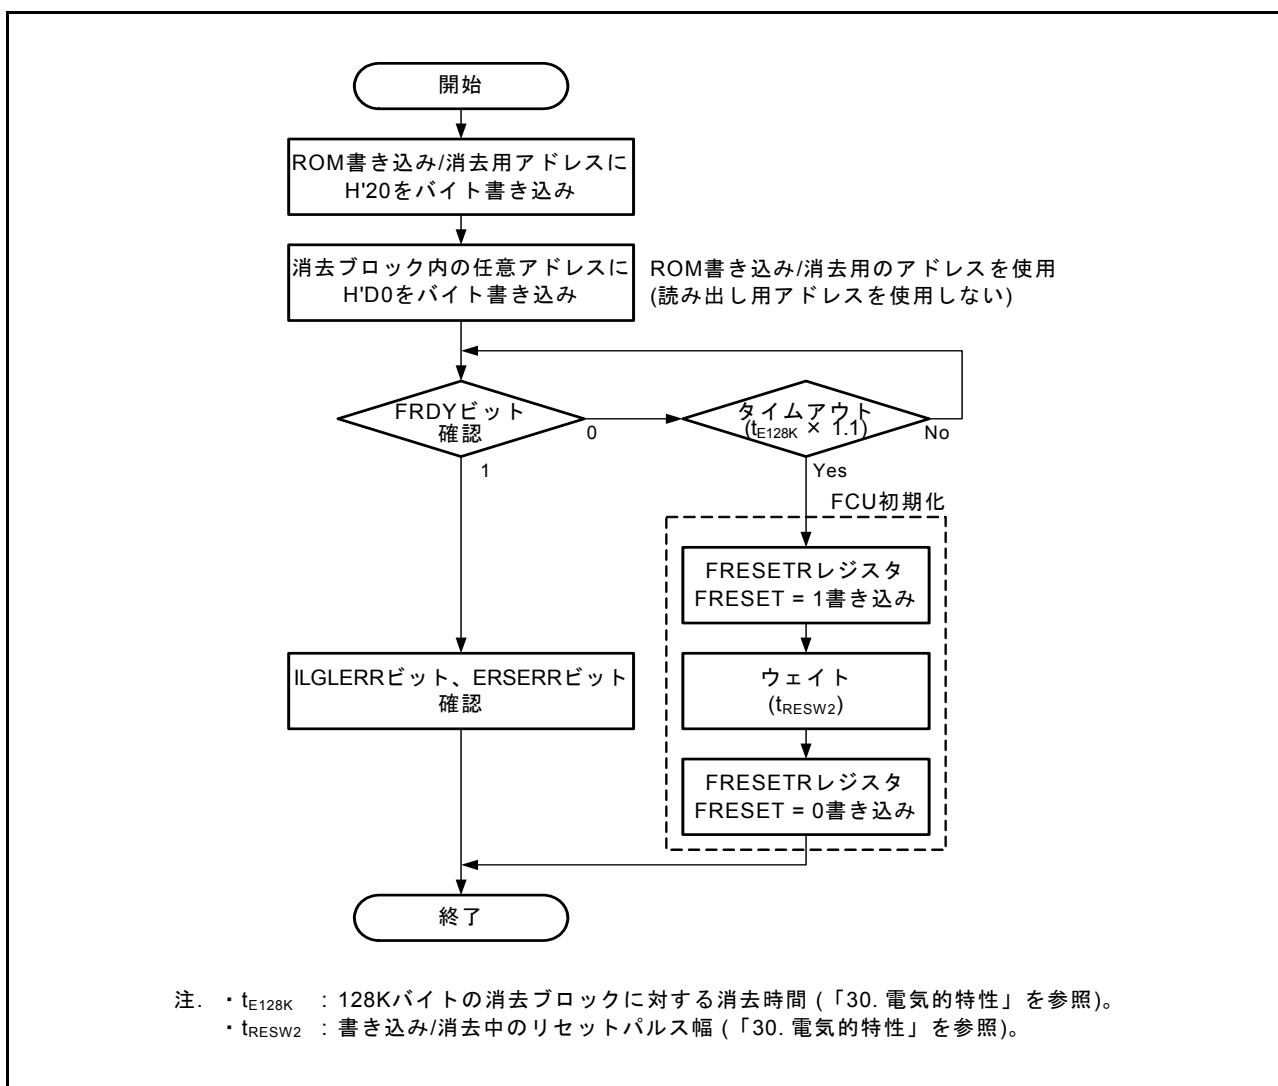 開始
ROM書き込み/消去用アドレスに
H'20をバイト書き込み
消去ブロック内の任意アドレスに
H'D0をバイト書き込み
ROM書き込み/消去用のアドレスを使用
(読み出し用アドレスを使用しない)
FRDYビット
確認
0
1
タイムアウト
(tE128K × 1.1)
No
Yes
FCU初期化
FRESETRレジスタ
FRESET = 1書き込み
ウェイト
(tRESW2)
FRESETRレジスタ
FRESET = 0書き込み
ILGLERRビット、ERSERRビット
確認
終了
注. ・tE128K : 128Kバイトの消去ブロックに対する消去時間 (「30. 電気的特性」を参照)。
・tRESW2 : 書き込み/消去中のリセットパルス幅 (「30. 電気的特性」を参照)。